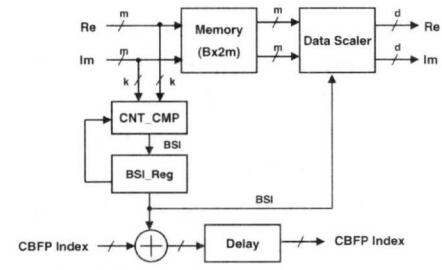 Re m Memory (Bx2m) m Data Scaler d Re
Im m m d Im
k k
CNT_CMP
BSI
BSI_Reg
BSI
CBFP Index Delay CBFP Index